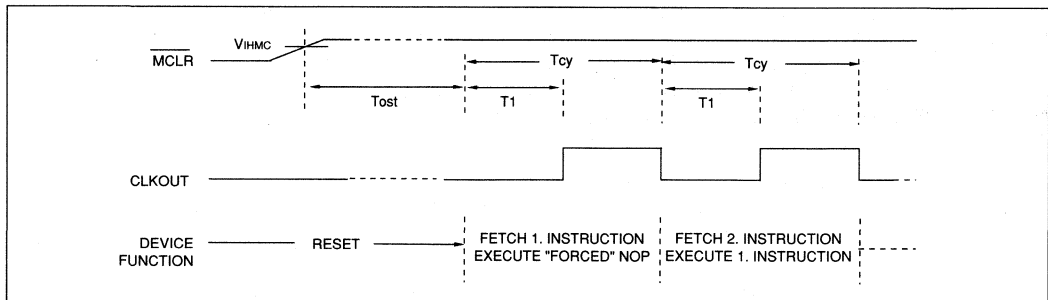 VIHMC
MCLR
Tcy Tcy
Tost T1 T1
CLKOUT
DEVICE FUNCTION RESET FETCH 1. INSTRUCTION EXECUTE "FORCED" NOP FETCH 2. INSTRUCTION EXECUTE 1. INSTRUCTION